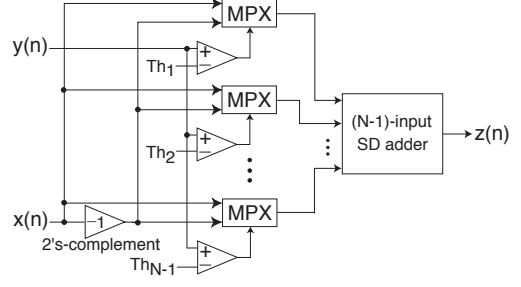 MPX
y(n)
+
−
Th1
MPX
(N-1)-input
SD adder
z(n)
+
−
Th2
MPX
x(n)
−1
2's-complement
+
−
ThN-1